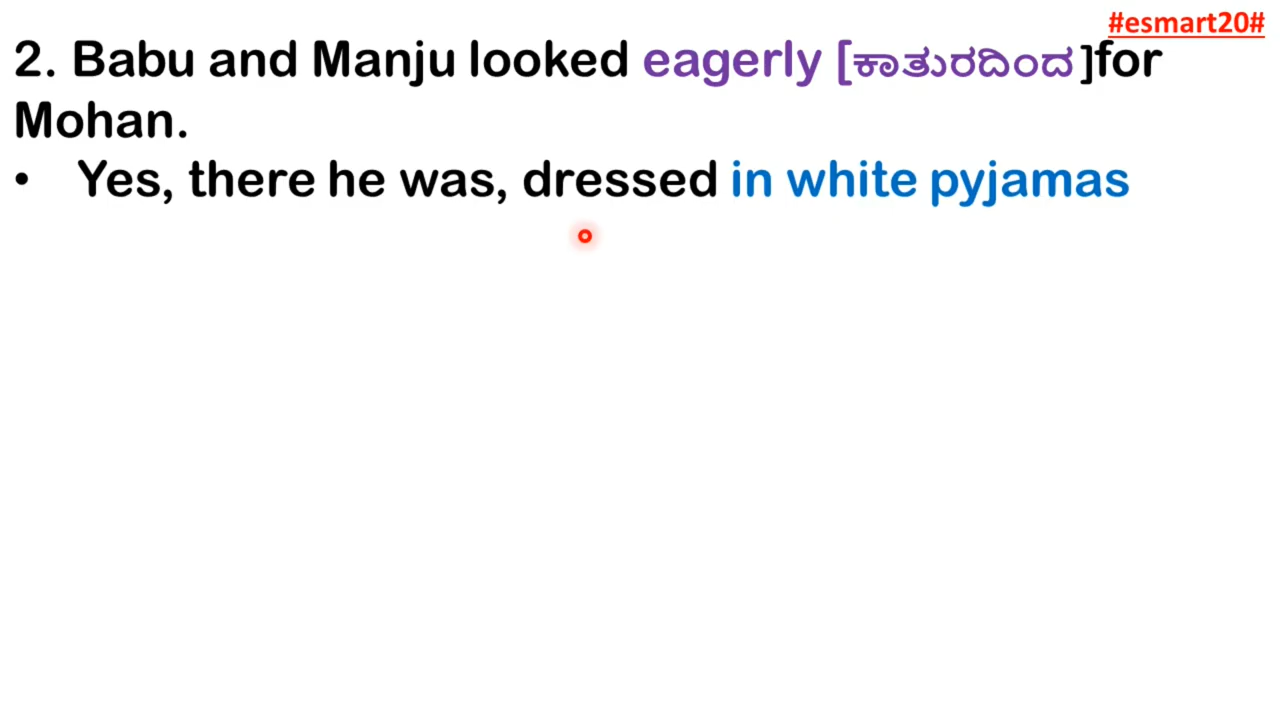 #esmart20#
2. Babu and Manju looked eagerly [ಕಾತುರದಿಂದ ]for
Mohan.
• Yes, there he was, dressed in white pyjamas